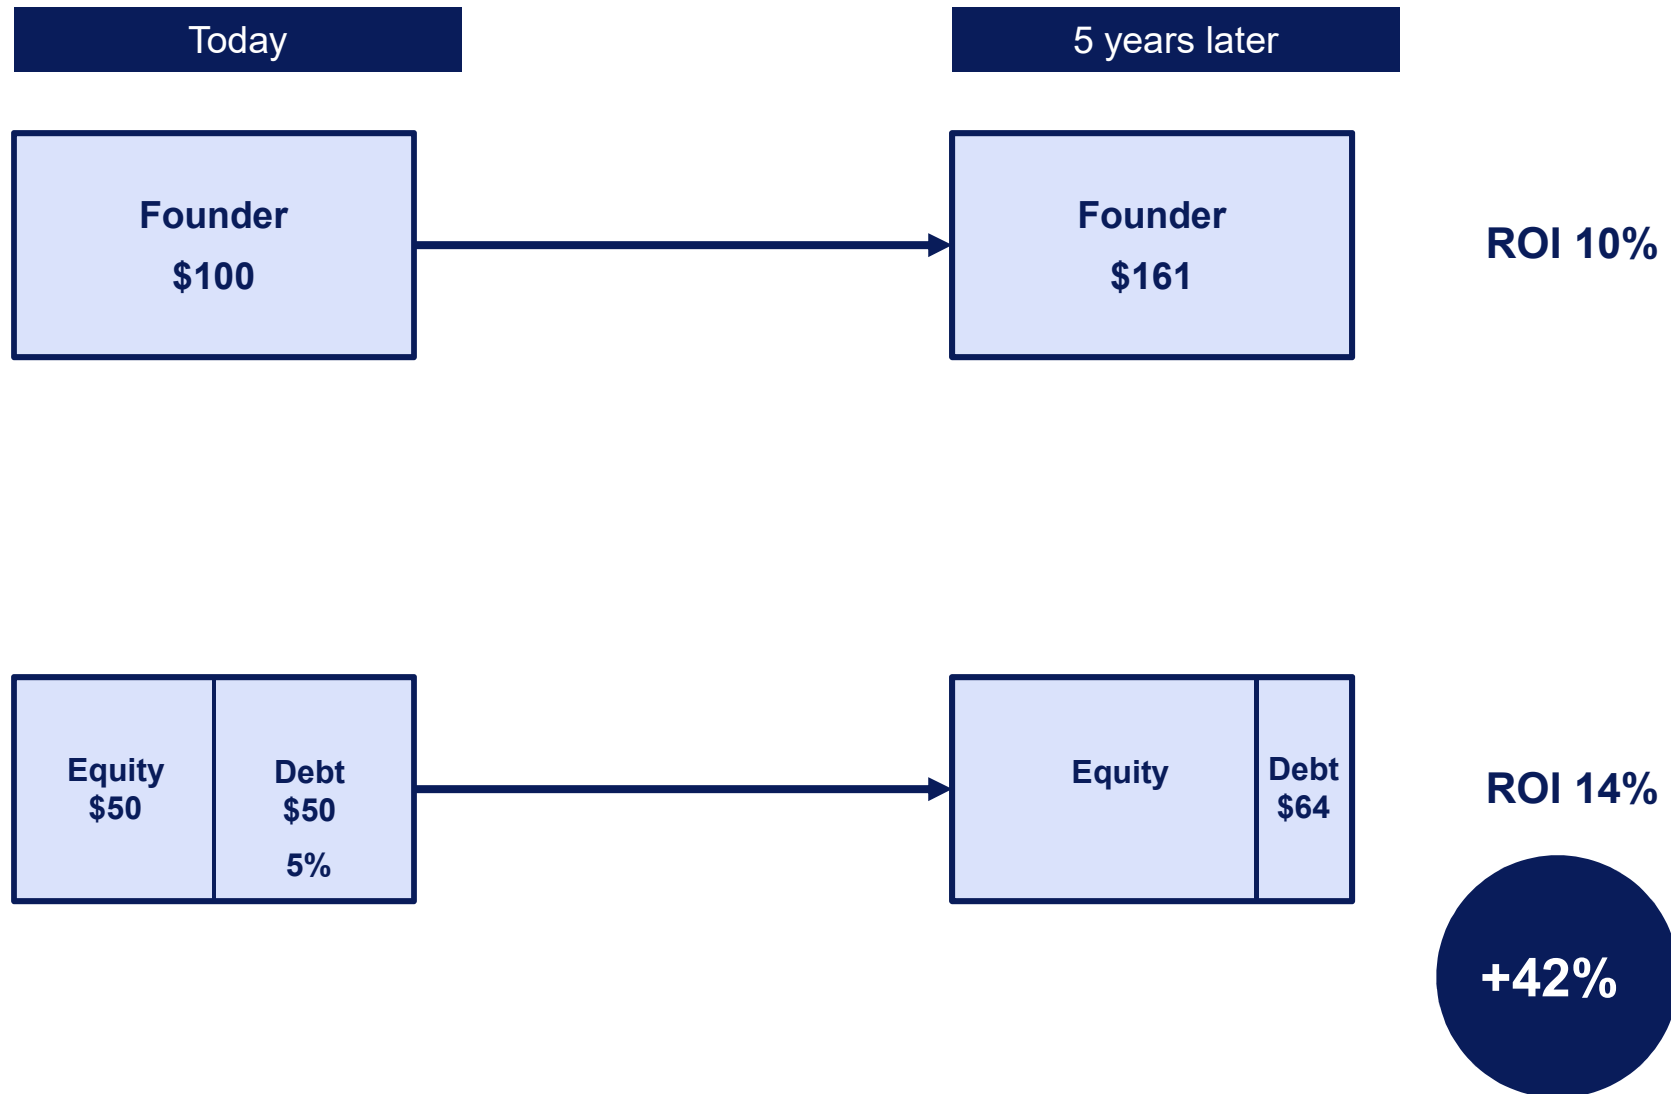 Today
5 years later
Founder
$100
Founder
$161
ROI 10%
Equity
$50
Debt
$50
5%
Equity
Debt
$64
ROI 14%
+42%